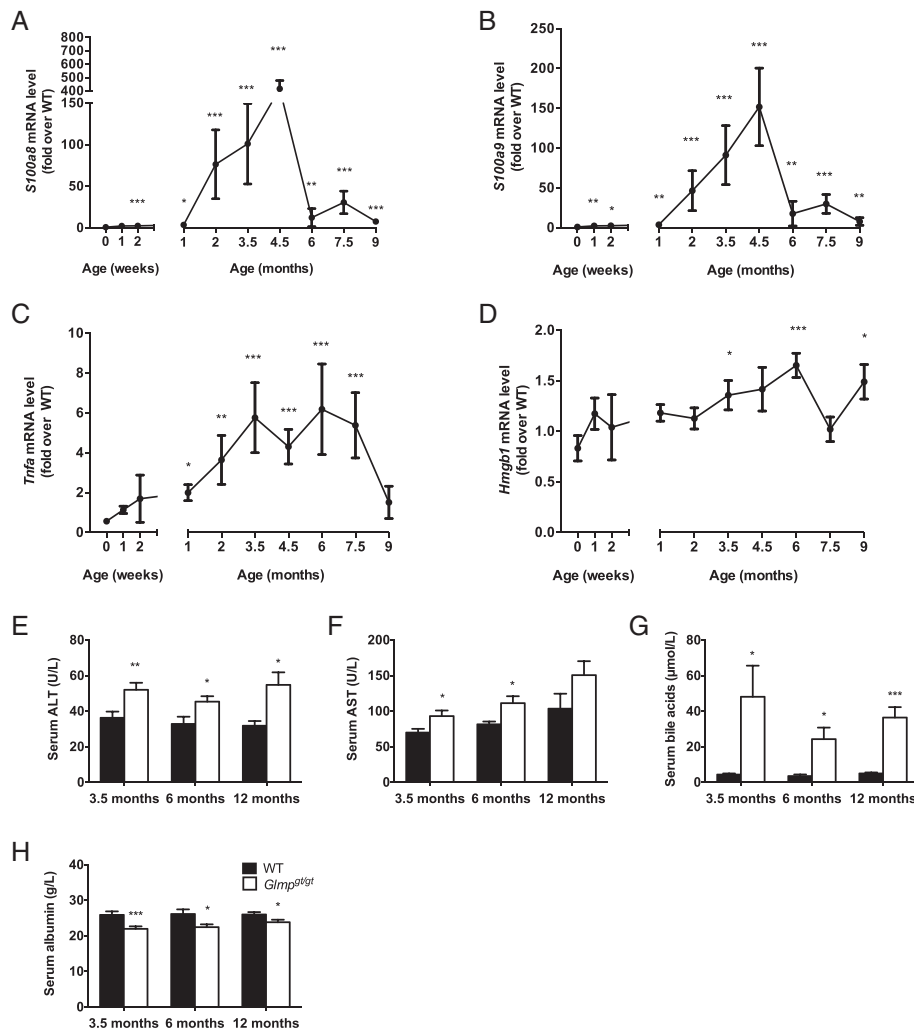 A
S100a8 mRNA level
(fold over WT)
800
700
600
500
400
150
100
50
0
***
*
***
***
***
**
***
***
0 1 2
1 2 3.5 4.5 6 7.5 9
Age (weeks)
Age (months)
B
S100a9 mRNA level
(fold over WT)
250
200
150
100
50
0
**
*
**
***
***
***
**
***
**
0 1 2
1 2 3.5 4.5 6 7.5 9
Age (weeks)
Age (months)
C
Tnfa mRNA level
(fold over WT)
10
8
6
4
2
0
*
**
***
***
***
***
0 1 2
1 2 3.5 4.5 6 7.5 9
Age (weeks)
Age (months)
D
Hmgb1 mRNA level
(fold over WT)
2.0
1.5
1.0
0.5
0.0
*
***
*
0 1 2
1 2 3.5 4.5 6 7.5 9
Age (weeks)
Age (months)
E
Serum ALT (U/L)
80
60
40
20
0
**
*
*
3.5 months 6 months 12 months
F
Serum AST (U/L)
200
150
100
50
0
*
*
3.5 months 6 months 12 months
G
Serum bile acids (µmol/L)
80
60
40
20
0
*
*
***
3.5 months 6 months 12 months
H
Serum albumin (g/L)
40
30
20
10
0
WT
Glmp gt/gt
***
*
*
3.5 months 6 months 12 months